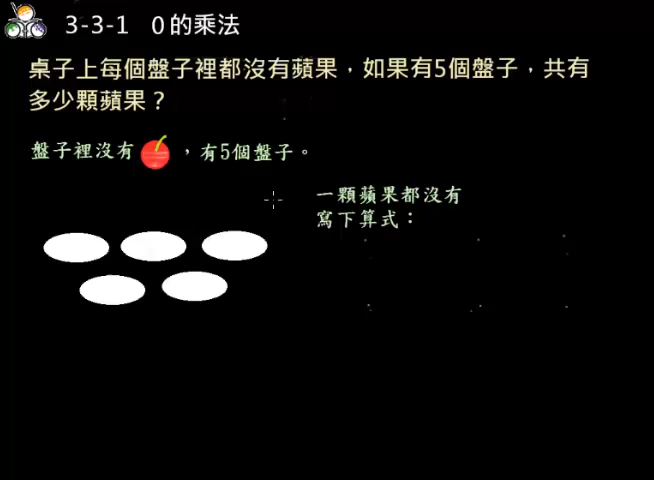 3-3-1 0的乘法
桌子上每個盤子裡都沒有蘋果，如果有5個盤子，共有
多少顆蘋果？
盤子裡沒有，有5個盤子。
一顆蘋果都沒有
寫下算式：